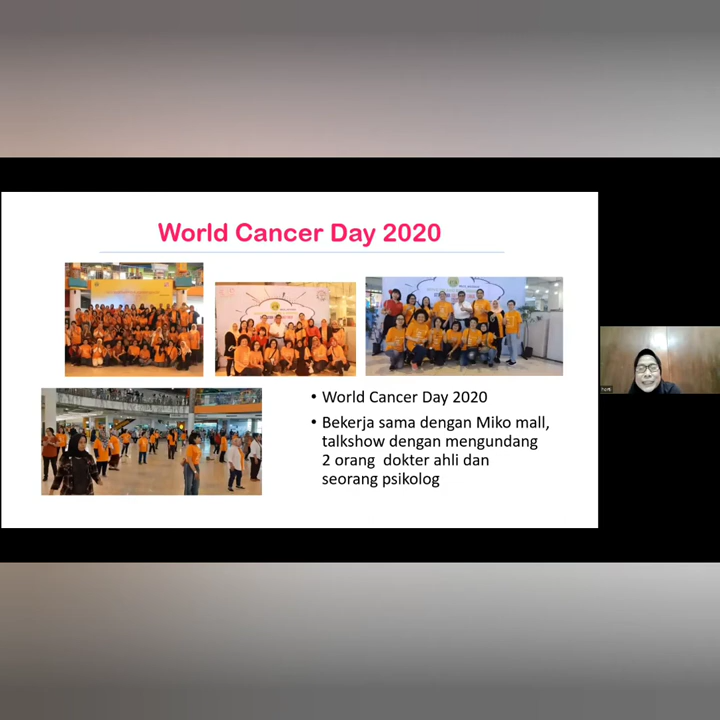 World Cancer Day 2020
• World Cancer Day 2020
• Bekerja sama dengan Miko mall,
talkshow dengan mengundang
2 orang dokter ahli dan
seorang psikolog